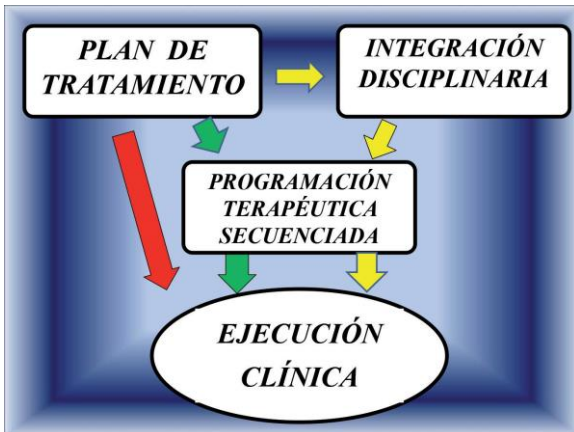 PLAN DE
TRATAMIENTO
INTEGRACIÓN
DISCIPLINARIA
PROGRAMACIÓN
TERAPÉUTICA
SECUENCIADA
EJECUCIÓN
CLÍNICA